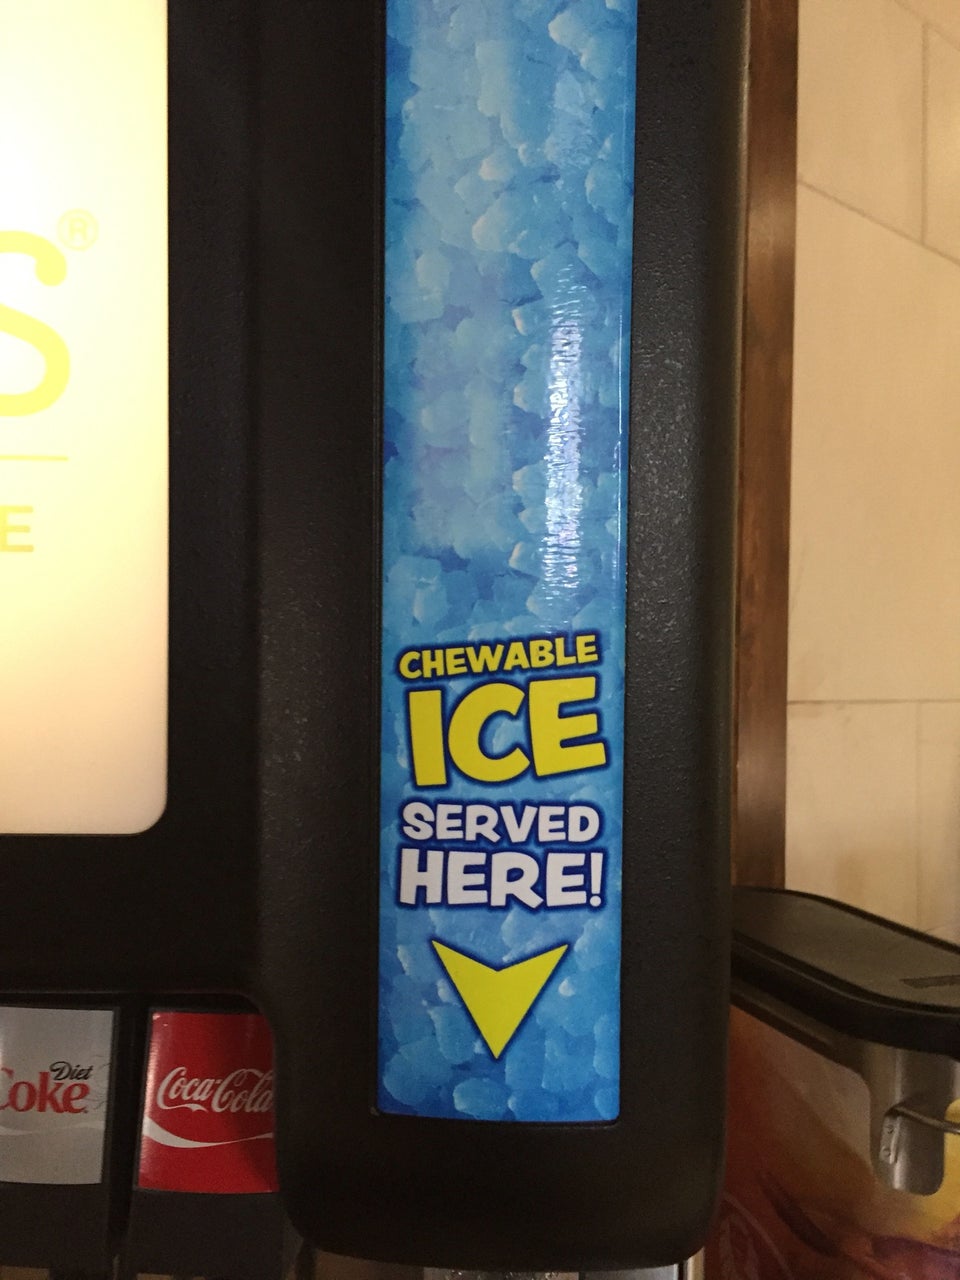 S®
E
CHEWABLE
ICE
SERVED
HERE!
Diet
Coke
Coca-Cola